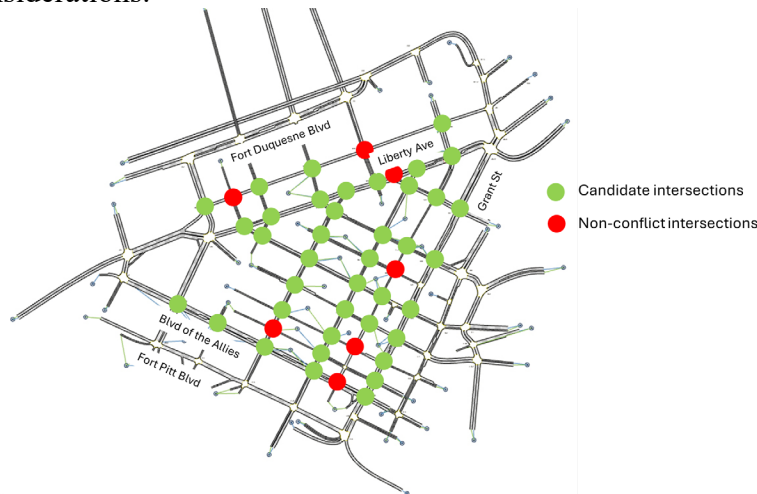 nsiderations.
Fort Duquesne Blvd
Liberty Ave
Grant St
Candidate intersections
Non-conflict intersections
Blvd of the Allies
Fort Pitt Blvd